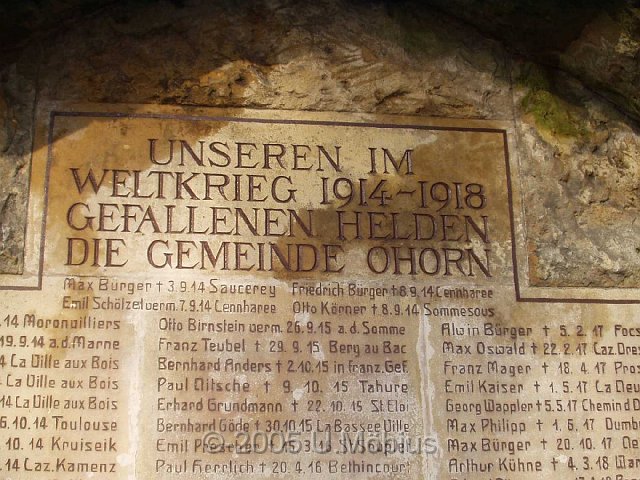 UNSEREN IM
WELTKRIEG 1914~1918
GEFALLENEN HELDEN
DIE GEMEINDE OHORN
Max Bürger † 3.9.14 Saucerey
Friedrich Bürger † 8.9.14 Lennharee
Emil Schölzel verm. 7.9.14 Lennharee
Otto Körner † 8.9.14 Sommesous
.14 Moronvilliers
Otto Birnstein verm. 26.9.15 a.d. Somme
Alwin Bürger † 5.2.17
19.9.14 a.d. Marne
Franz Teubel † 29.9.15 Berg au Bac
Max Oswald † 22.2.17 Caz.
.14 La Ville aux Bois
Bernhard Anders † 2.10.15 in franz. Gef.
Franz Mager † 18.4.17
La Ville aux Bois
Paul Nitsche † 9.10.15 Tahure
Emil Kaiser † 1.5.17
.14 La Ville aux Bois
Erhard Grundmann † 22.10.15 St. Eloi
Georg Wappler † 5.5.17 Chemin
.10.14 Toulouse
Bernhard Göde † 30.10.15 La Bassee Ville
Max Philipp † 1.6.17
.10.14 Kruiseik
Emil
Max Bürger † 20.10.17
.14 Laz. Kamenz
Paul Herrlich † 20.4.16 Bethincourt
Arthur Kühne † 4.3.18
© 2005 U. Möbius